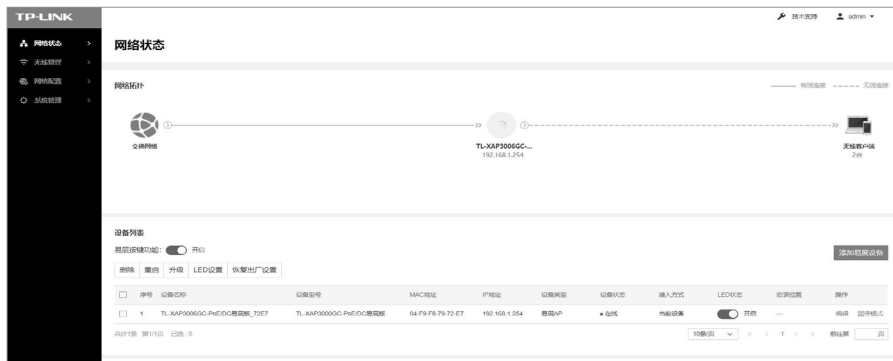 TP-LINK
技术支持 admin
网络状态
无线管理
网络配置
系统管理
网络状态
网络拓扑
有线连接 无线连接
交换网络
TL-XAP3006GC-...
192.168.1.254
无线客户端
2台
设备列表
易展按键功能: 开启
添加易展设备
删除 重启 升级 LED设置 恢复出厂设置
序号 设备名称 设备型号 MAC地址 IP地址 设备类型 设备状态 接入方式 LED状态 安装位置 操作
1 TL-XAP3006GC-PoE/DC易展版_72E7 TL-XAP3000GC-PoE/DC易展版 04-F9-F8-79-72-E7 192.168.1.254 易展AP 在线 当前设备 开启 --- 编辑 面传模式
共计1条 第1/1页 已选:0
10条/页 1 前往第 页